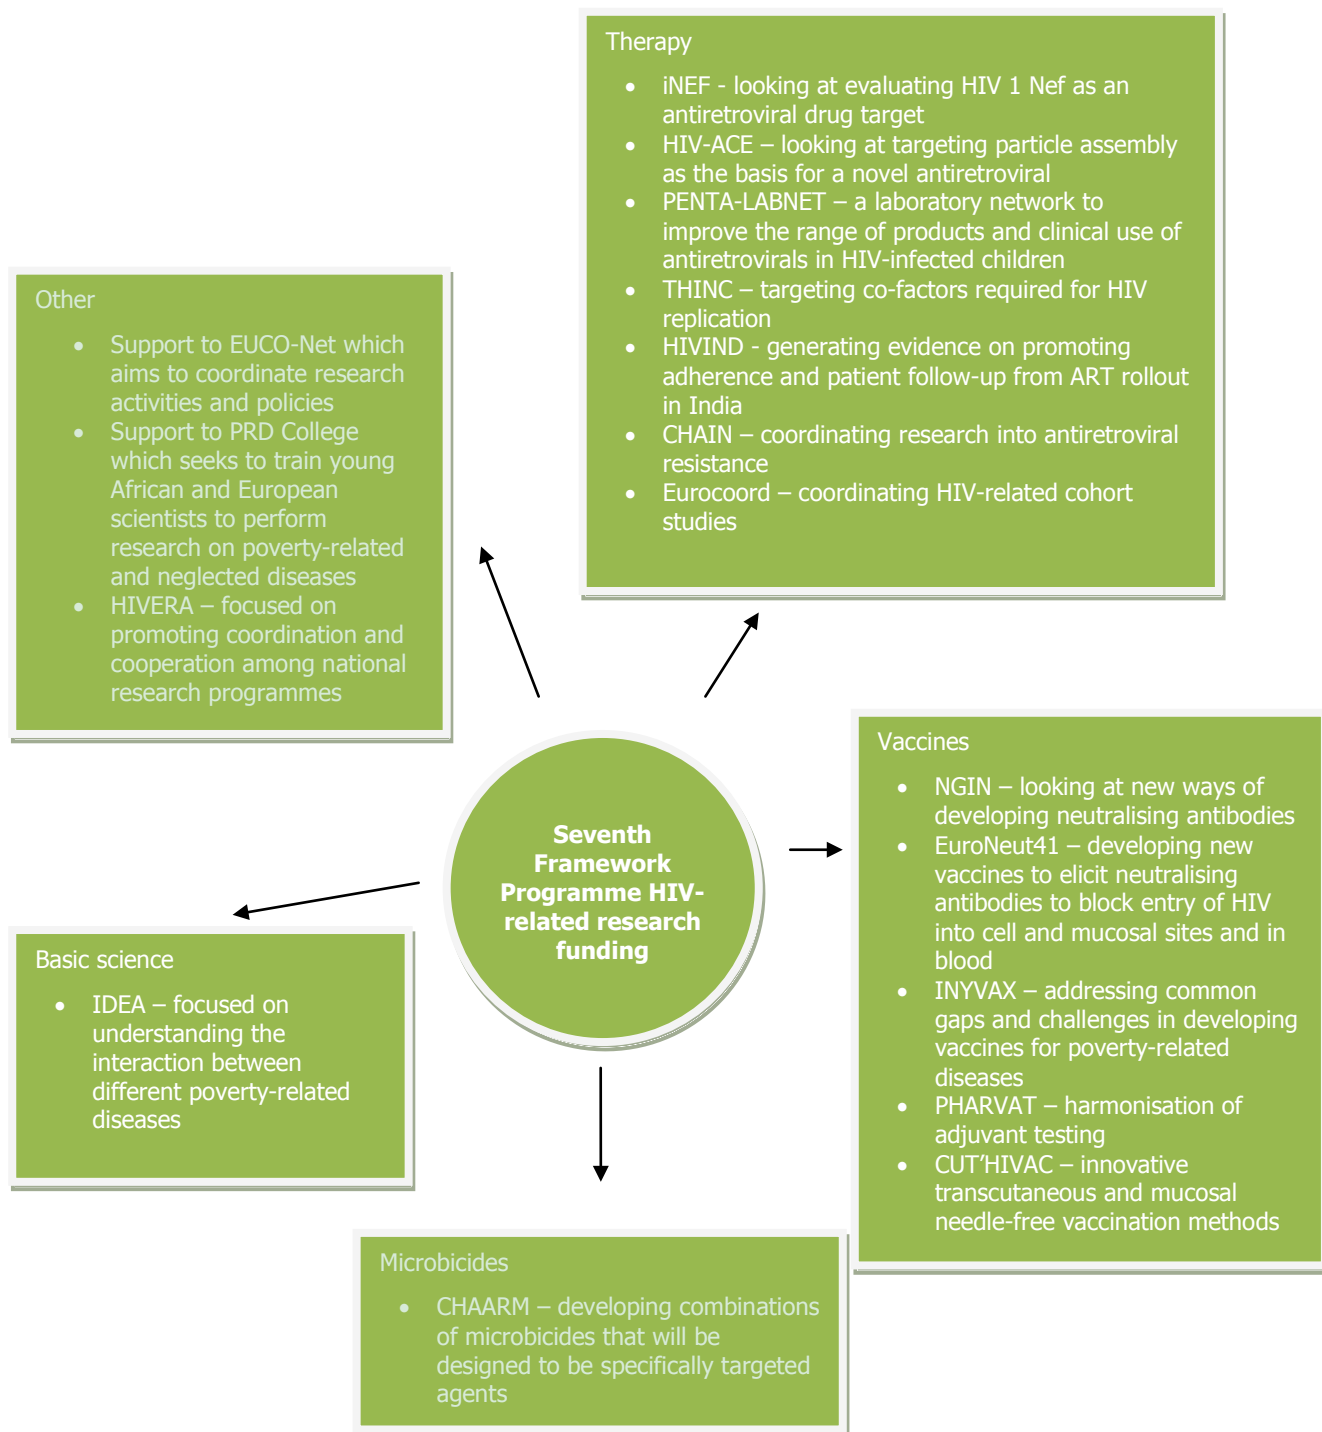 Therapy
• iNEF - looking at evaluating HIV 1 Nef as an
antiretroviral drug target
• HIV-ACE – looking at targeting particle assembly
as the basis for a novel antiretroviral
• PENTA-LABNET – a laboratory network to
improve the range of products and clinical use of
antiretrovirals in HIV-infected children
• THINC – targeting co-factors required for HIV
replication
• HIVIND - generating evidence on promoting
adherence and patient follow-up from ART rollout
in India
• CHAIN – coordinating research into antiretroviral
resistance
• Eurocoord – coordinating HIV-related cohort
studies
Other
• Support to EUCO-Net which
aims to coordinate research
activities and policies
• Support to PRD College
which seeks to train young
African and European
scientists to perform
research on poverty-related
and neglected diseases
• HIVERA – focused on
promoting coordination and
cooperation among national
research programmes
Seventh
Framework
Programme HIV-
related research
funding
Vaccines
• NGIN – looking at new ways of
developing neutralising antibodies
• EuroNeut41 – developing new
vaccines to elicit neutralising
antibodies to block entry of HIV
into cell and mucosal sites and in
blood
• INYVAX – addressing common
gaps and challenges in developing
vaccines for poverty-related
diseases
• PHARVAT – harmonisation of
adjuvant testing
• CUT’HIVAC – innovative
transcutaneous and mucosal
needle-free vaccination methods
Basic science
• IDEA – focused on
understanding the
interaction between
different poverty-related
diseases
Microbicides
• CHAARM – developing combinations
of microbicides that will be
designed to be specifically targeted
agents